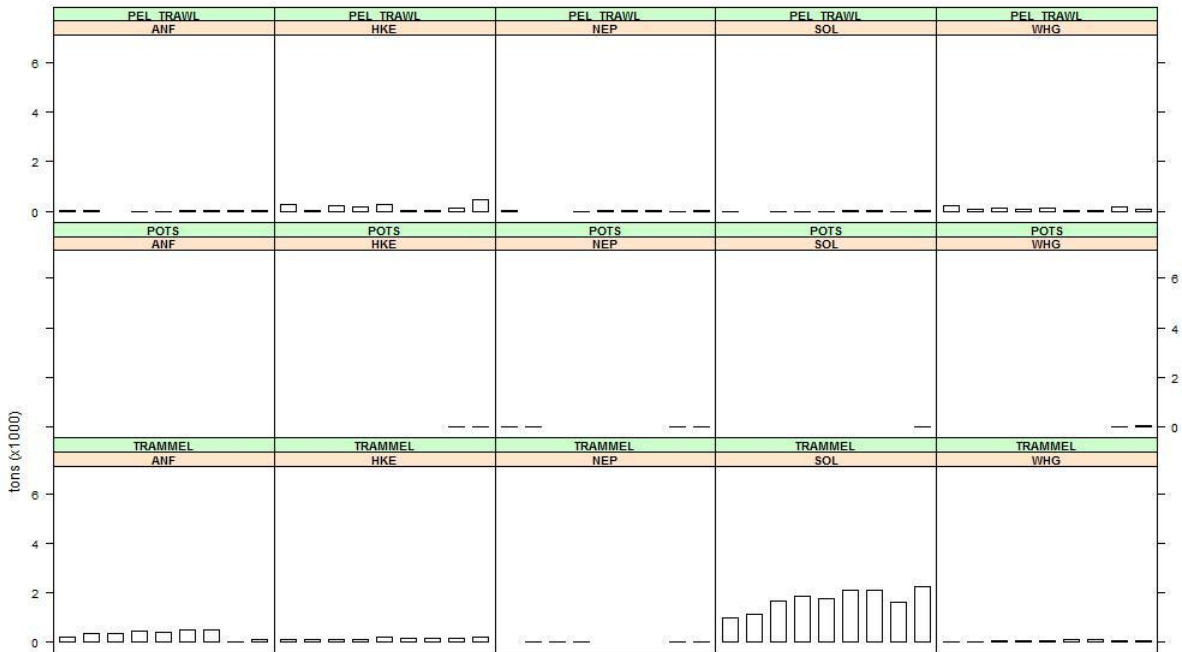 PEL_TRAWL PEL_TRAWL PEL_TRAWL PEL_TRAWL PEL_TRAWL
ANF HKE NEP SOL WHG
6
4
2
0
POTS POTS POTS POTS POTS
ANF HKE NEP SOL WHG
6
4
2
0
tons (x1000)
TRAMMEL TRAMMEL TRAMMEL TRAMMEL TRAMMEL
ANF HKE NEP SOL WHG
6
4
2
0